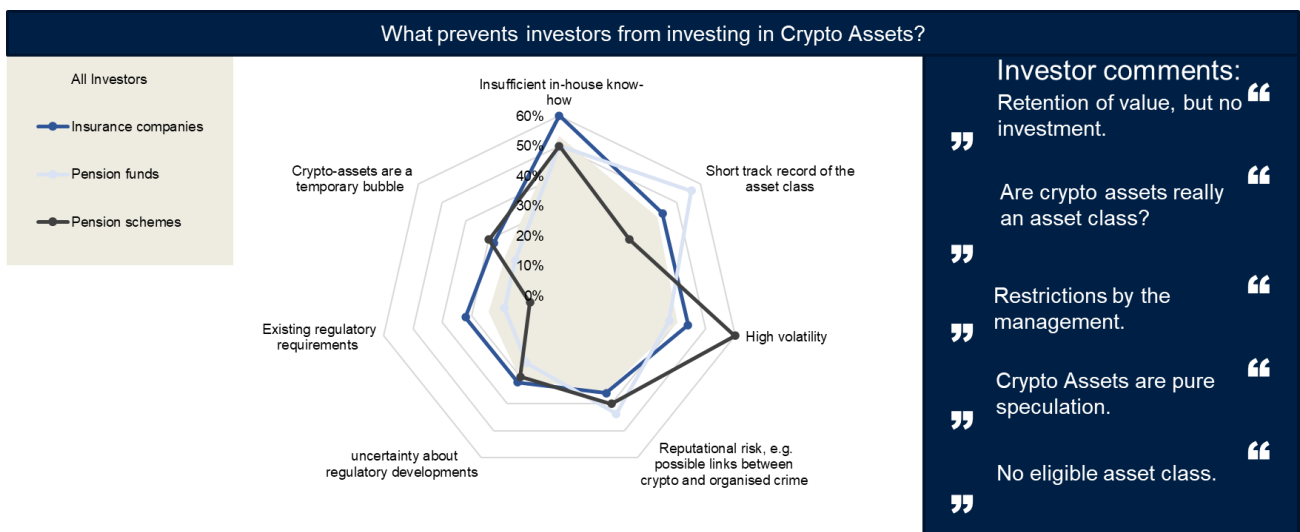 What prevents investors from investing in Crypto Assets?
All Investors
Insurance companies
Pension funds
Pension schemes
Insufficient in-house know-
how
60%
50%
40%
30%
20%
10%
0%
Short track record of the
asset class
High volatility
Reputational risk, e.g.
possible links between
crypto and organised crime
uncertainty about
regulatory developments
Existing regulatory
requirements
Crypto-assets are a
temporary bubble
Investor comments:
“
Retention of value, but no
investment.
”
“
Are crypto assets really
an asset class?
”
“
Restrictions by the
management.
”
“
Crypto Assets are pure
speculation.
”
“
No eligible asset class.
”